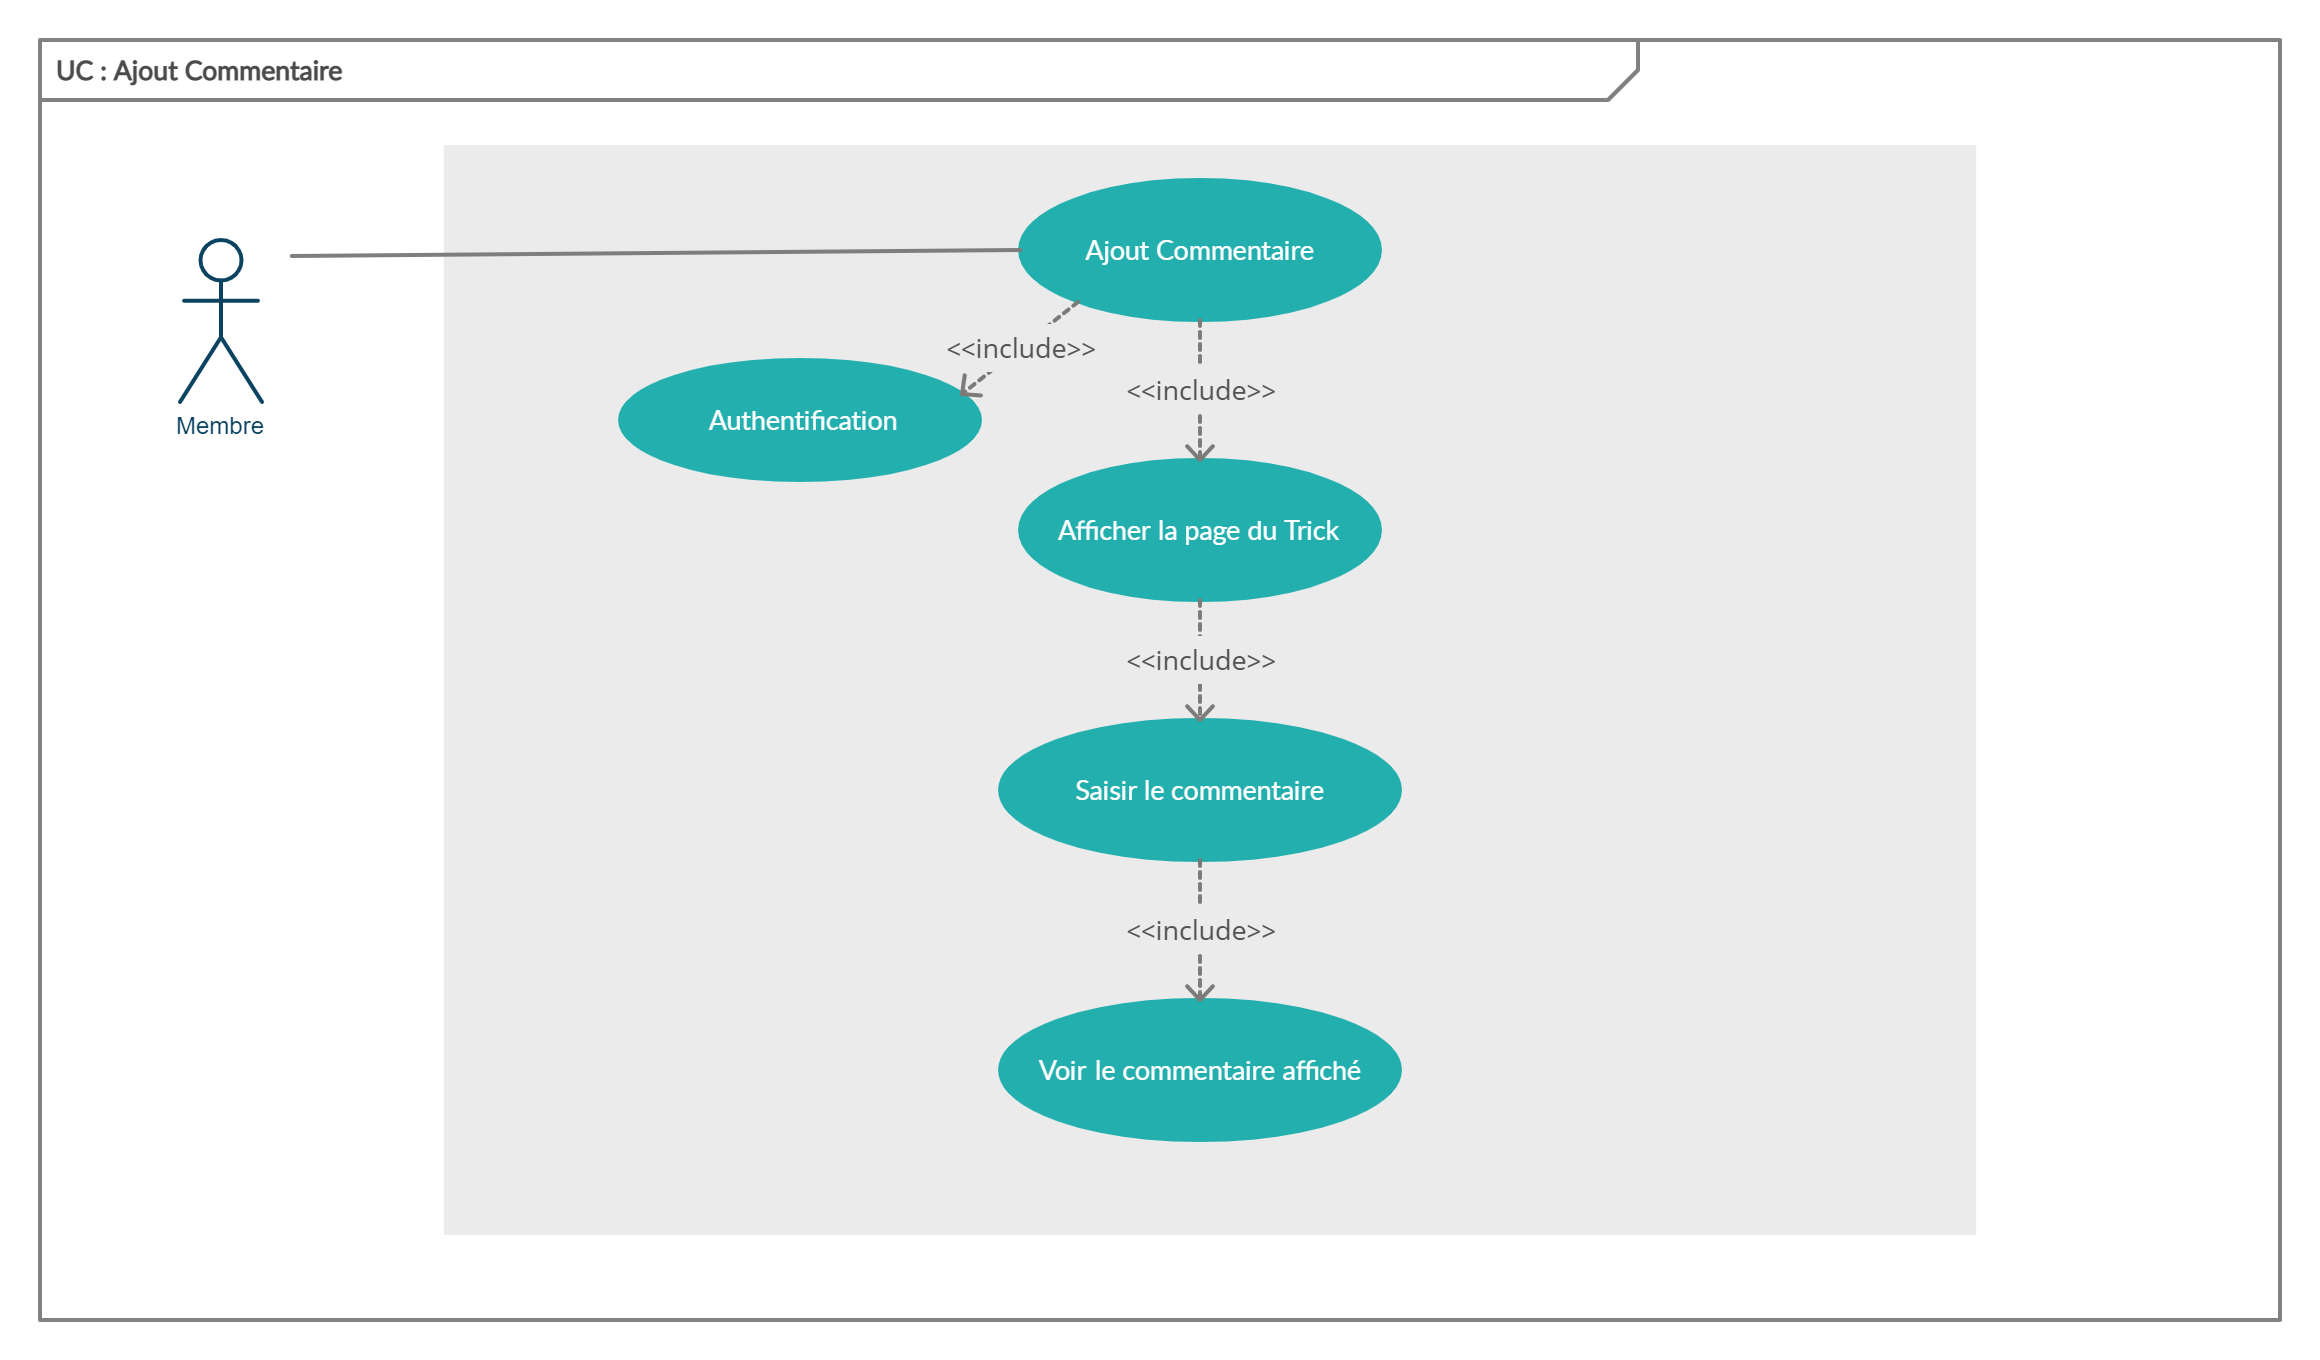 UC : Ajout Commentaire
Ajout Commentaire
<<include>>
<<include>>
Authentification
Membre
Afficher la page du Trick
<<include>>
Saisir le commentaire
<<include>>
Voir le commentaire affiché